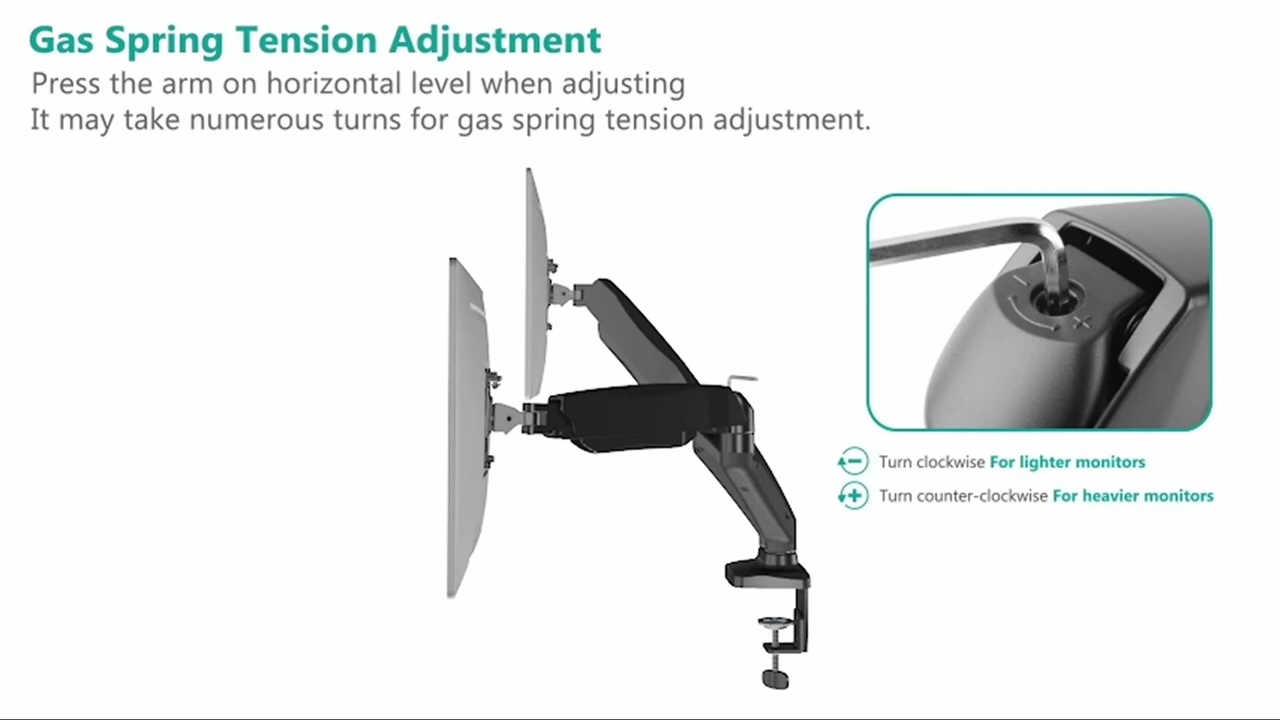 Gas Spring Tension Adjustment
Press the arm on horizontal level when adjusting
It may take numerous turns for gas spring tension adjustment.
− +
− Turn clockwise For lighter monitors
+ Turn counter-clockwise For heavier monitors